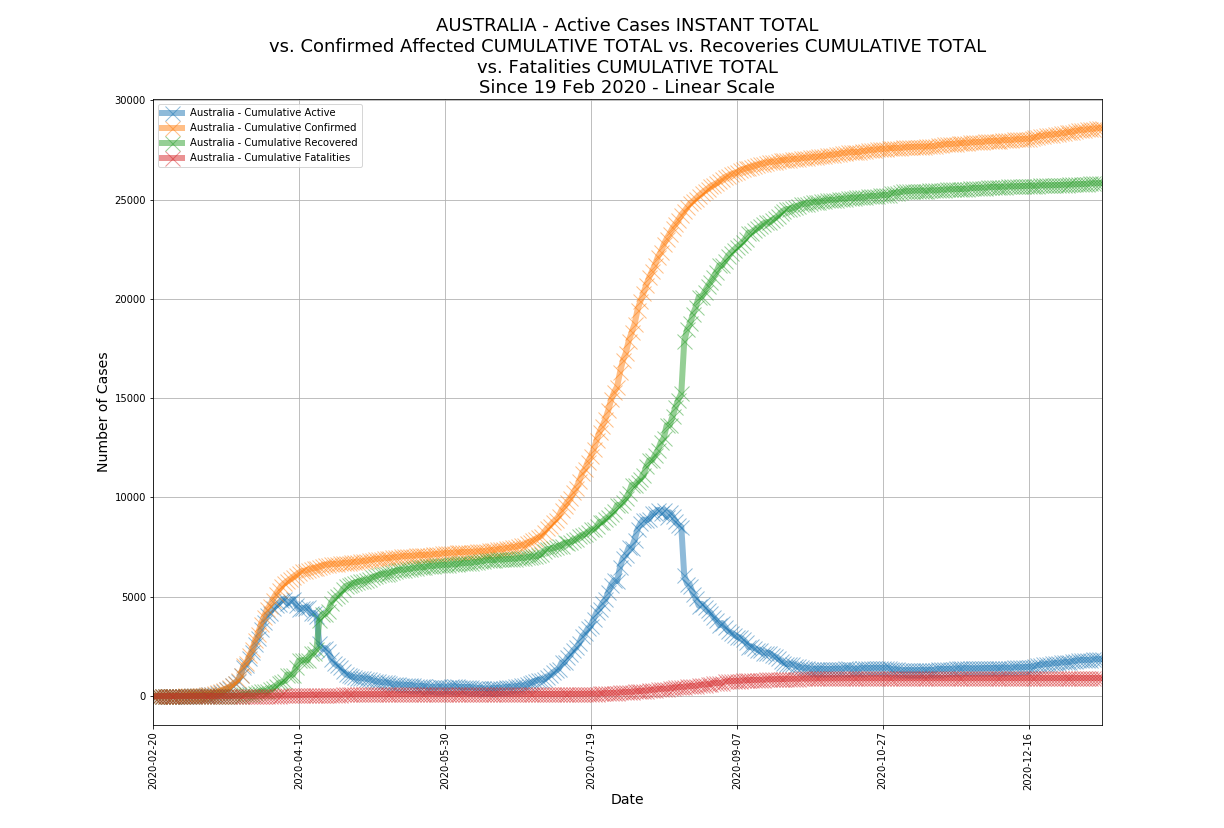 AUSTRALIA - Active Cases INSTANT TOTAL
vs. Confirmed Affected CUMULATIVE TOTAL vs. Recoveries CUMULATIVE TOTAL
vs. Fatalities CUMULATIVE TOTAL
Since 19 Feb 2020 - Linear Scale
Australia - Cumulative Active
Australia - Cumulative Confirmed
Australia - Cumulative Recovered
Australia - Cumulative Fatalities
Number of Cases
30000
25000
20000
15000
10000
5000
0
2020-02-20
2020-04-10
2020-05-30
2020-07-19
2020-09-07
2020-10-27
2020-12-16
Date